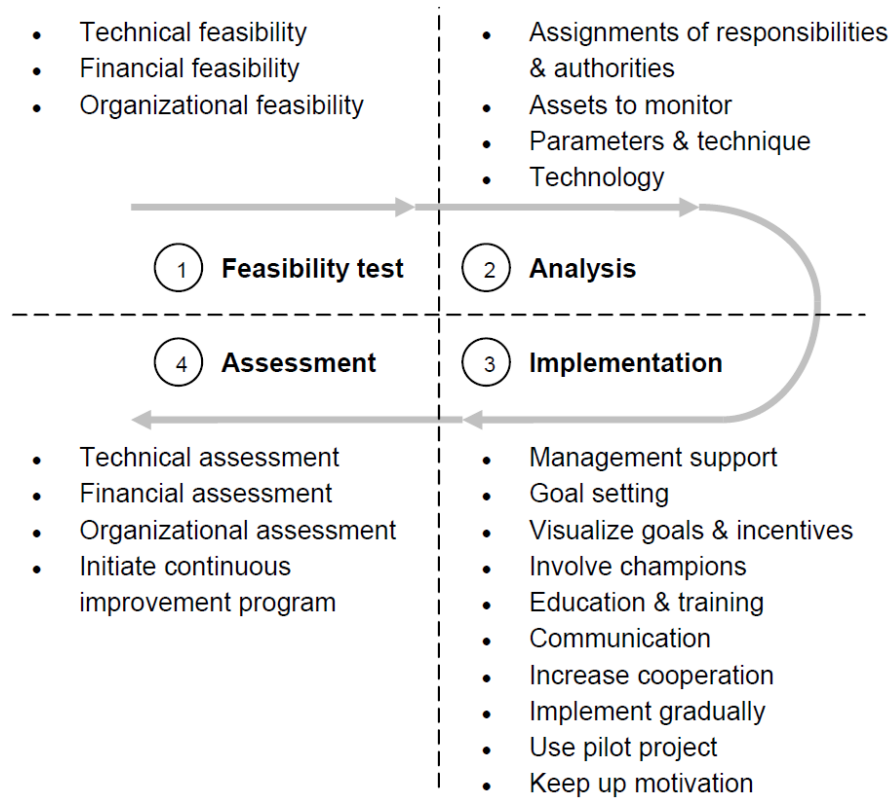 • Technical feasibility
• Financial feasibility
• Organizational feasibility
• Assignments of responsibilities
& authorities
• Assets to monitor
• Parameters & technique
• Technology
1 Feasibility test
2 Analysis
4 Assessment
3 Implementation
• Technical assessment
• Financial assessment
• Organizational assessment
• Initiate continuous
improvement program
• Management support
• Goal setting
• Visualize goals & incentives
• Involve champions
• Education & training
• Communication
• Increase cooperation
• Implement gradually
• Use pilot project
• Keep up motivation